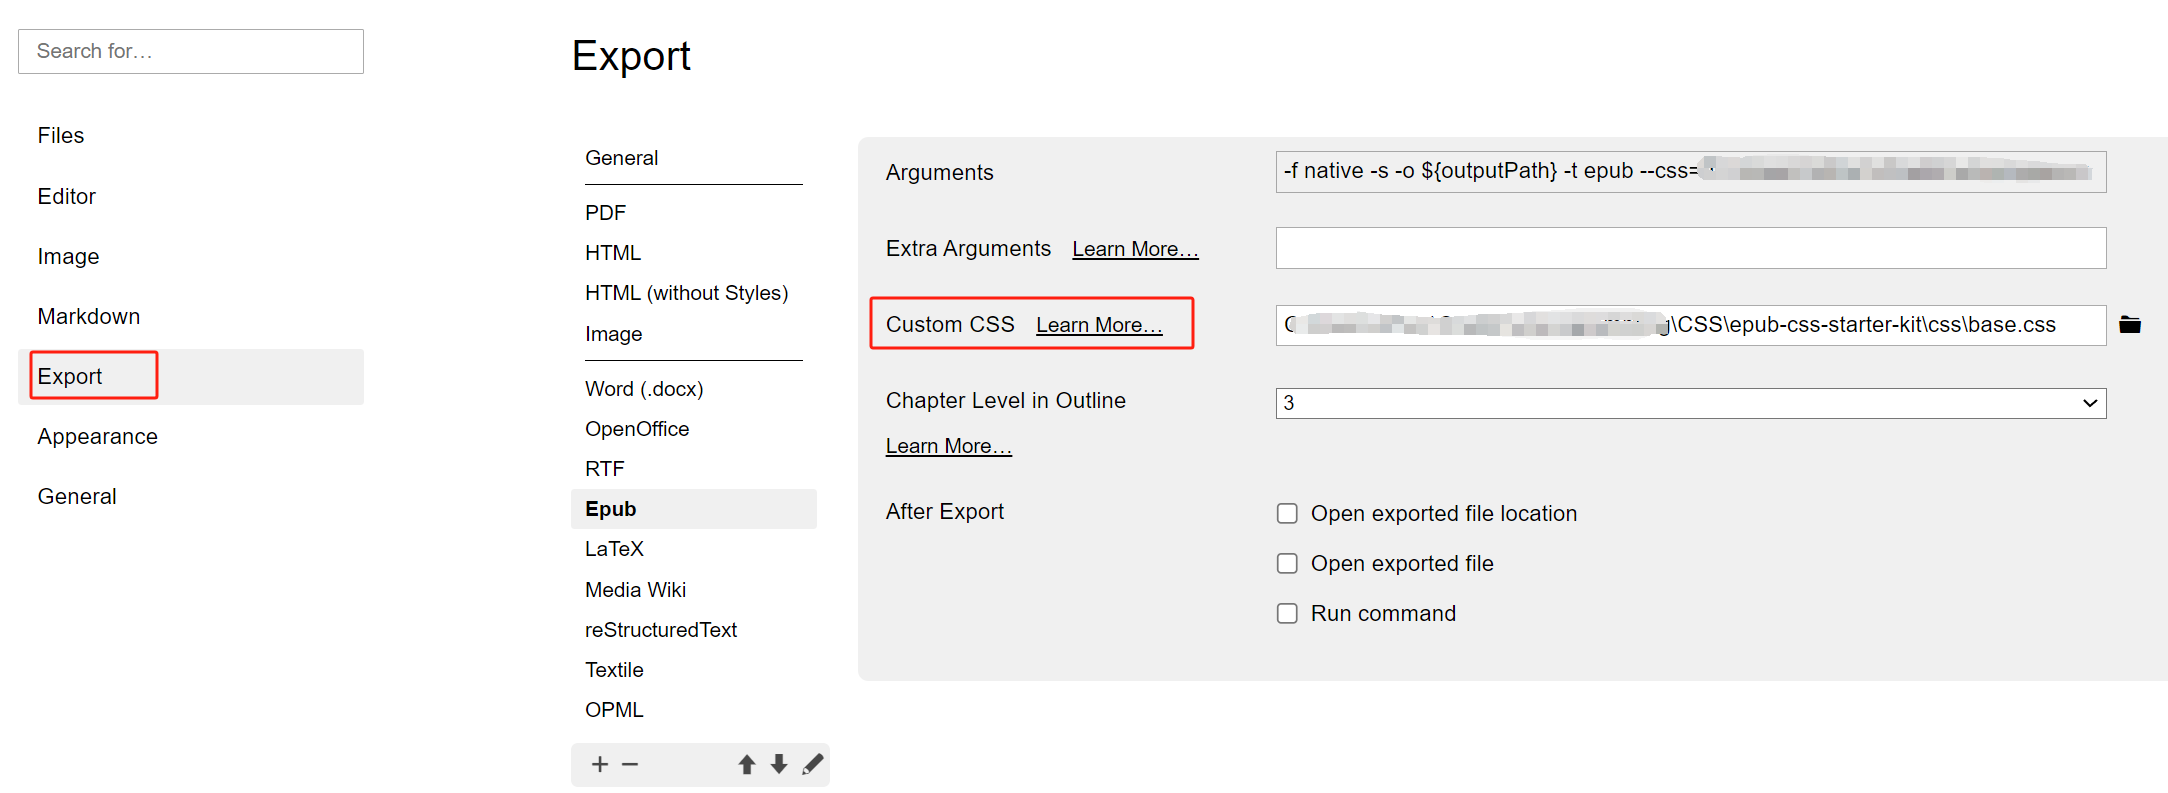 Search for…
Files
Editor
Image
Markdown
Export
Appearance
General
Export
General
PDF
HTML
HTML (without Styles)
Image
Word (.docx)
OpenOffice
RTF
Epub
LaTeX
Media Wiki
reStructuredText
Textile
OPML
Arguments
-f native -s -o ${outputPath} -t epub --css=
Extra Arguments Learn More…
Custom CSS Learn More…
\CSS\epub-css-starter-kit\css\base.css
Chapter Level in Outline
3
Learn More…
After Export
Open exported file location
Open exported file
Run command